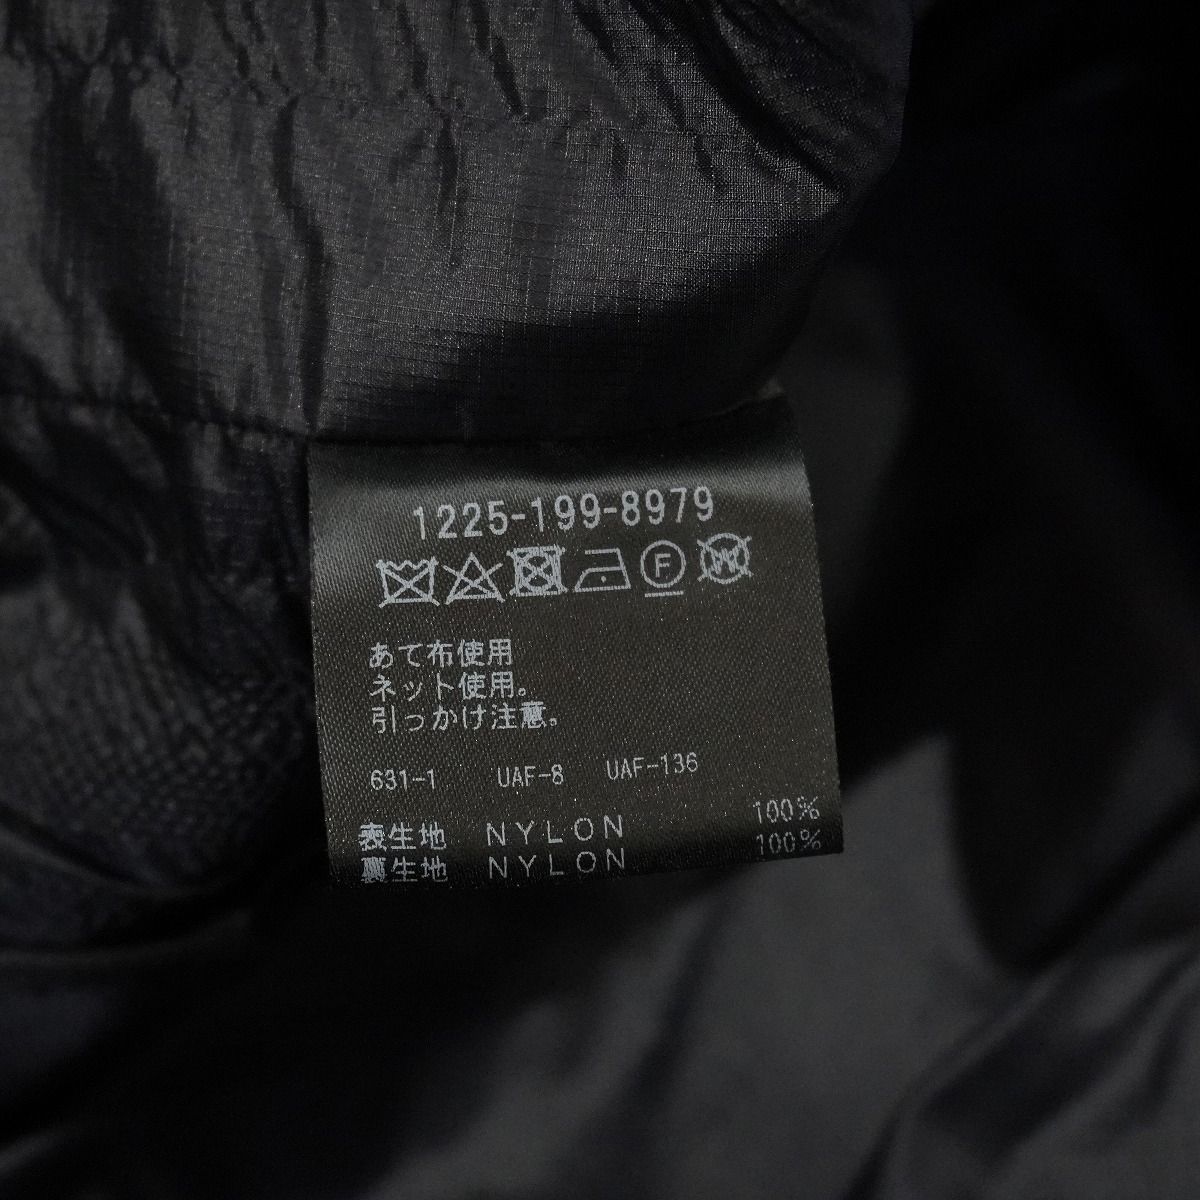 1225-199-8979
F
W
あて布使用
ネット使用。
引っかけ注意。
631-1 UAF-8 UAF-136
表生地 NYLON 100%
裏生地 NYLON 100%